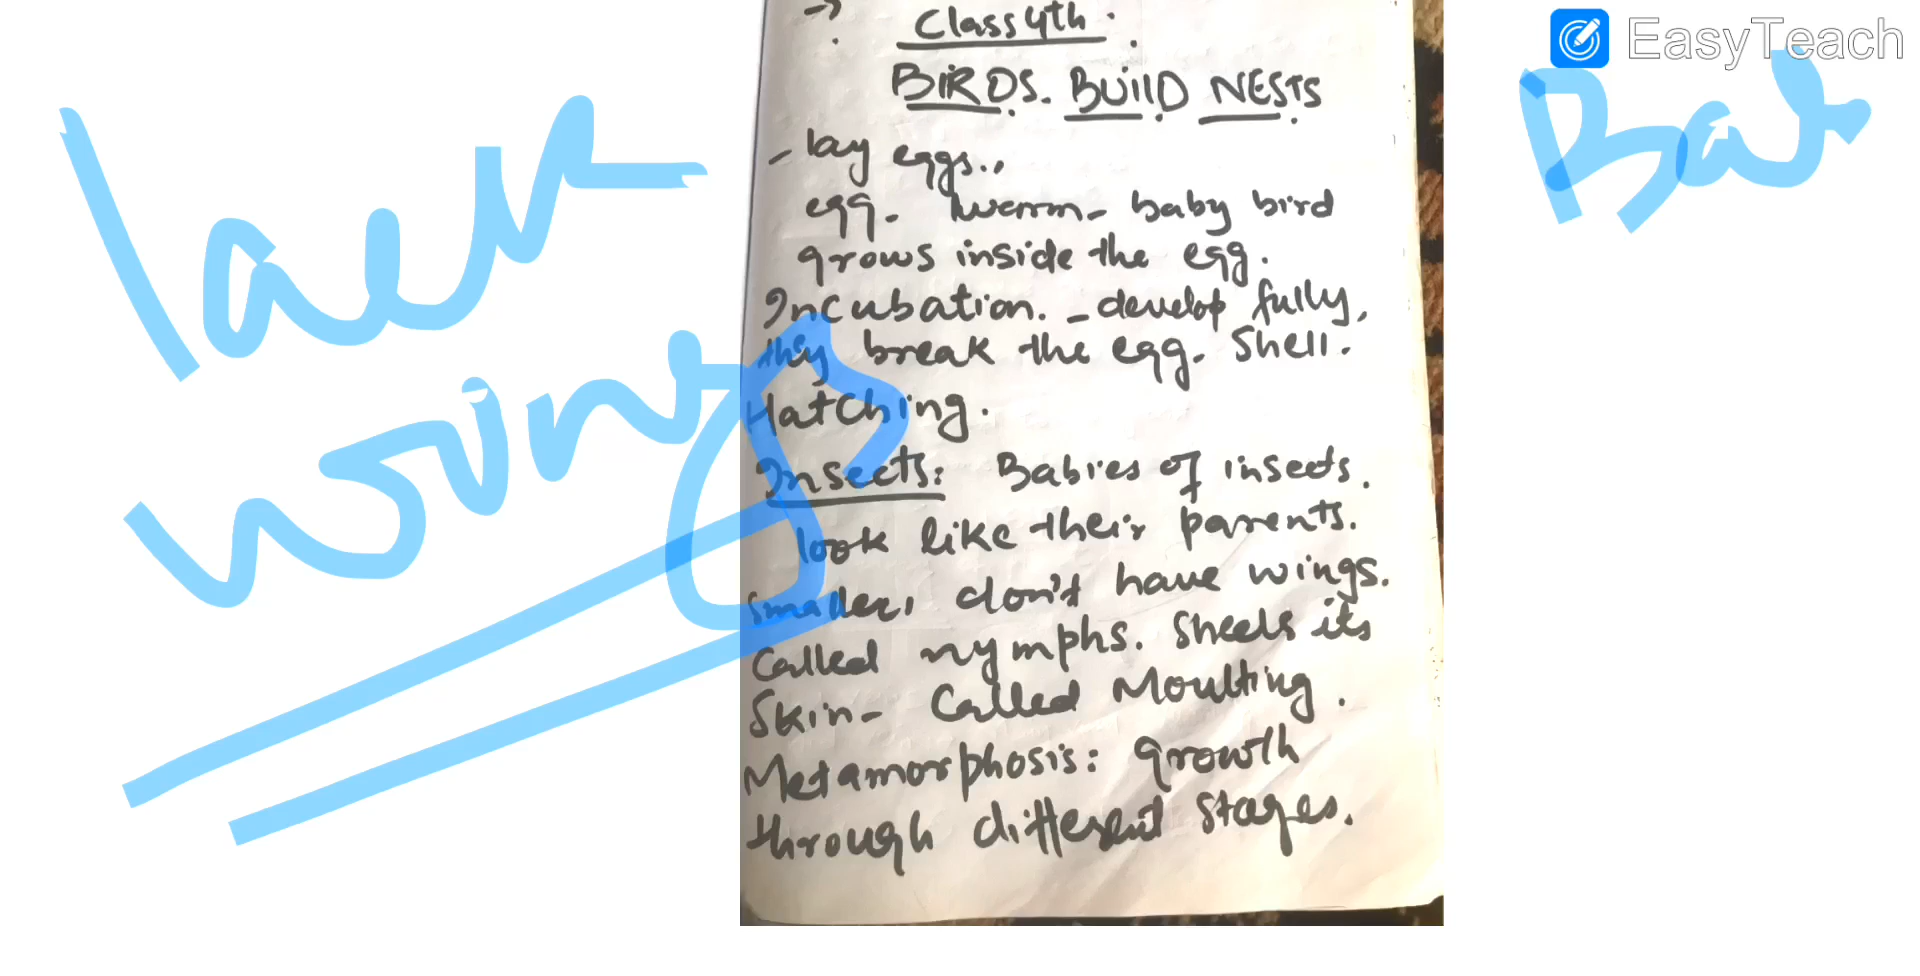 Class 4th.
BIRDS. BUilD NESTS
- lay eggs..
egg. warm - baby bird
grows inside the egg.
Incubation. - develop fully,
they break the egg. Shell.
Hatching.
Insects: Babies of insects.
look like their parents.
Smaller, don't have wings.
Called nymphs. Sheds its
Skin - Called Moulting.
Metamorphosis: growth
through different stages.
EasyTeach
wing